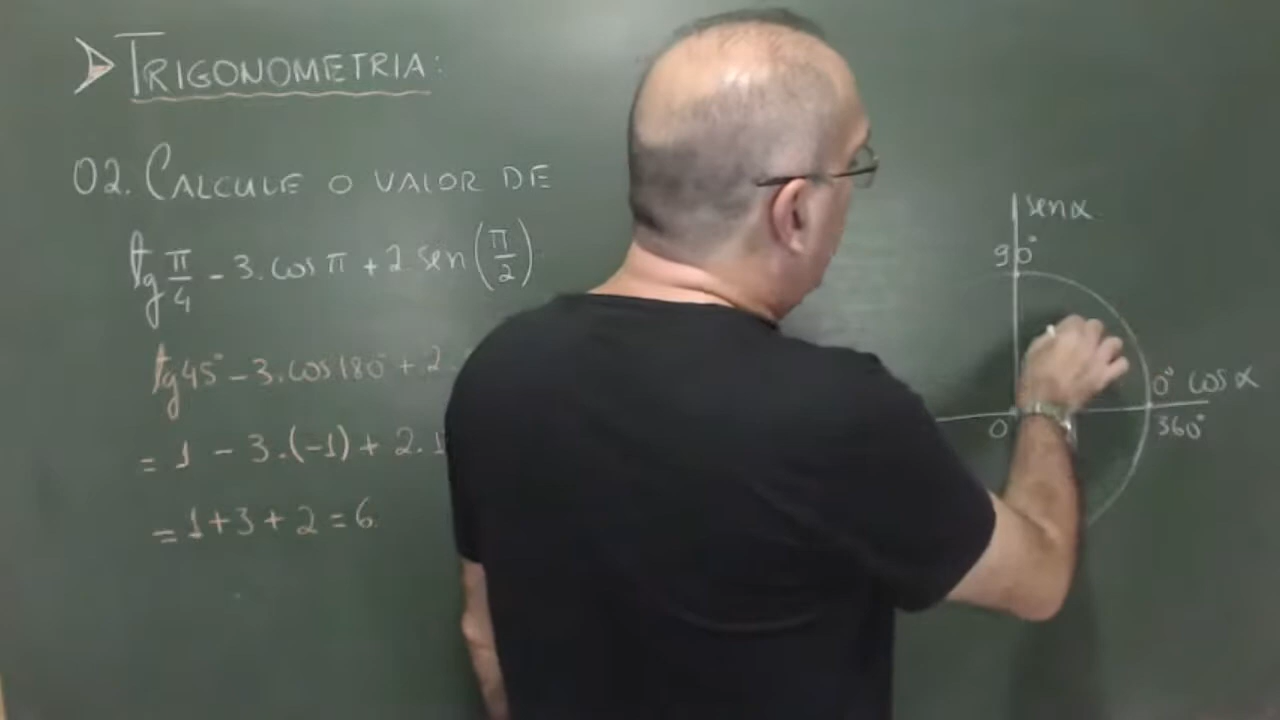 TRIGONOMETRIA:
02. CALCULE O VALOR DE
tg π/4 - 3.cos π + 2 sen(π/2)
tg 45° - 3.cos 180° + 2
= 1 - 3.(-1) + 2.1
= 1 + 3 + 2 = 6
sen α
90°
0° cos α
0
360°